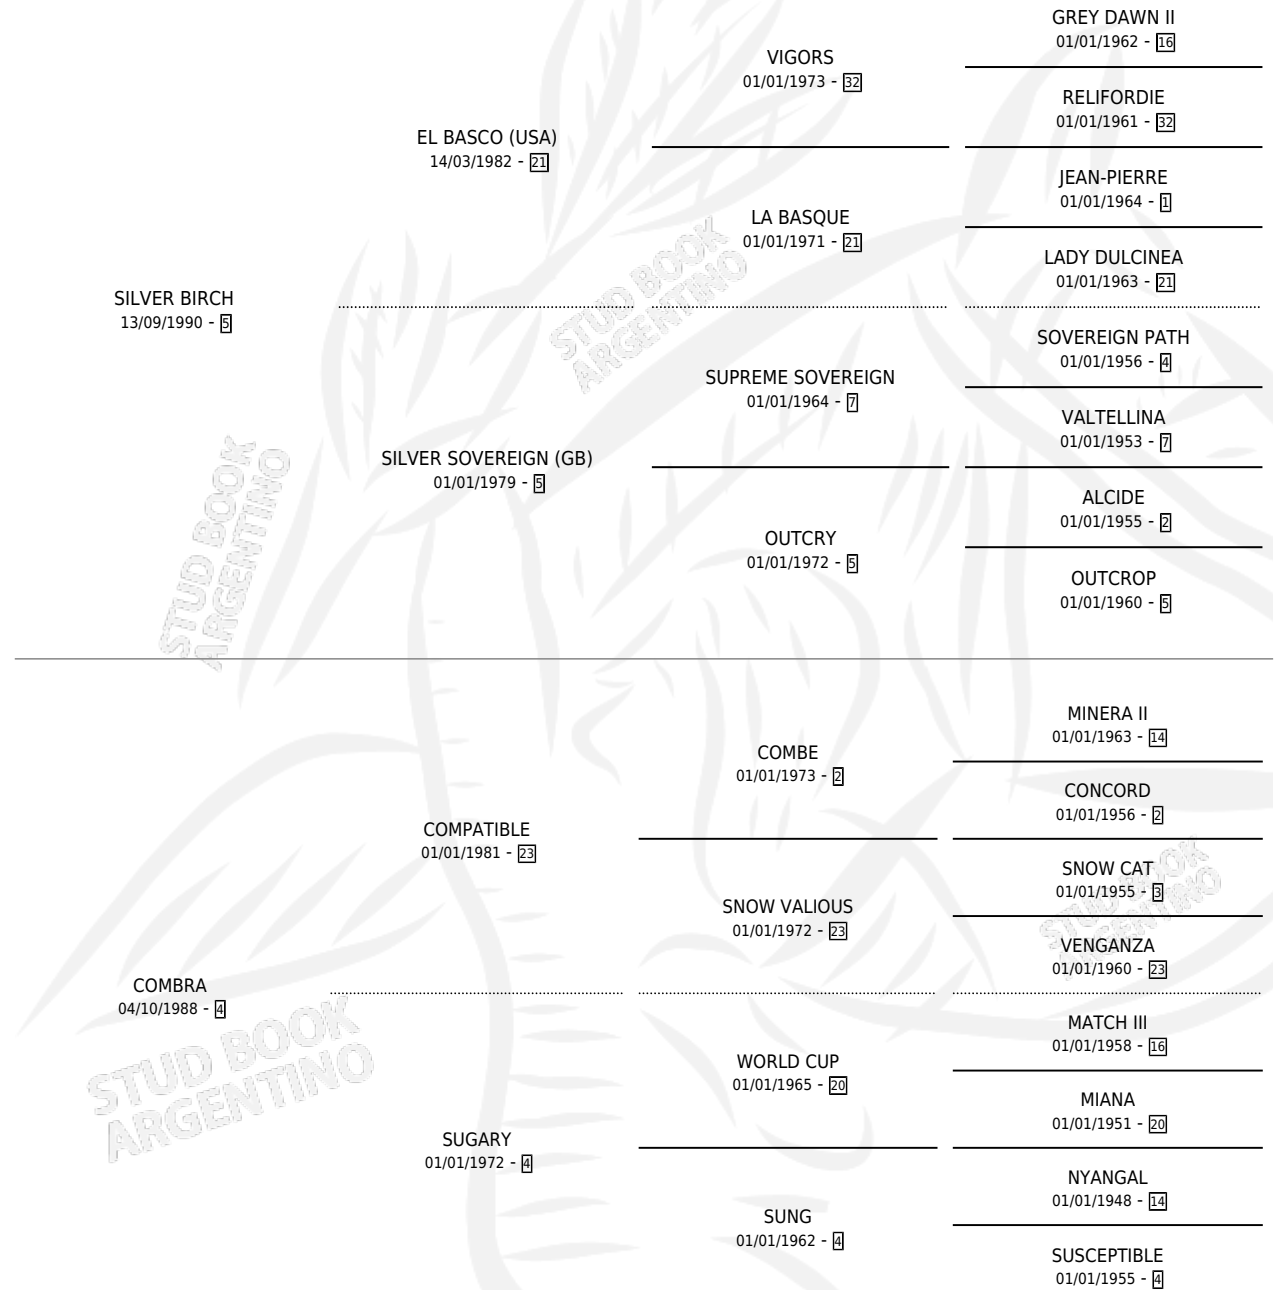 GREY DAWN II
01/01/1962 - 16
VIGORS
01/01/1973 - 32
RELIFORDIE
01/01/1961 - 32
EL BASCO (USA)
14/03/1982 - 21
JEAN-PIERRE
01/01/1964 - 1
LA BASQUE
01/01/1971 - 21
LADY DULCINEA
01/01/1963 - 21
SILVER BIRCH
13/09/1990 - 5
STUD BOOK
ARGENTINO
SOVEREIGN PATH
01/01/1956 - 4
SUPREME SOVEREIGN
01/01/1964 - 7
VALTELLINA
01/01/1953 - 7
SILVER SOVEREIGN (GB)
01/01/1979 - 5
ALCIDE
01/01/1955 - 2
OUTCRY
01/01/1972 - 5
OUTCROP
01/01/1960 - 5
STUD BOOK
ARGENTINO
MINERA II
01/01/1963 - 14
COMBE
01/01/1973 - 2
CONCORD
01/01/1956 - 2
COMPATIBLE
01/01/1981 - 23
SNOW CAT
01/01/1955 - 3
SNOW VALIOUS
01/01/1972 - 23
STUD BOOK
ARGENTINO
VENGANZA
01/01/1960 - 23
COMBRA
04/10/1988 - 4
MATCH III
01/01/1958 - 16
STUD BOOK
ARGENTINO
WORLD CUP
01/01/1965 - 20
MIANA
01/01/1951 - 20
SUGARY
01/01/1972 - 4
NYANGAL
01/01/1948 - 14
SUNG
01/01/1962 - 4
SUSCEPTIBLE
01/01/1955 - 4